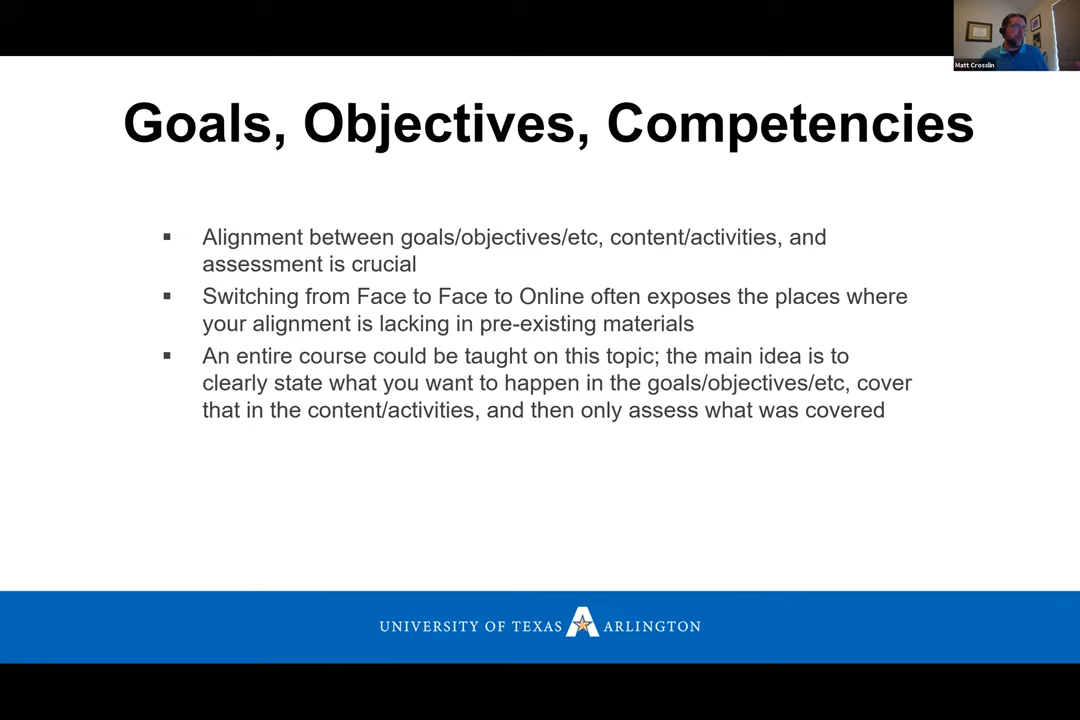 Matt Crosslin
Goals, Objectives, Competencies
▪ Alignment between goals/objectives/etc, content/activities, and
assessment is crucial
▪ Switching from Face to Face to Online often exposes the places where
your alignment is lacking in pre-existing materials
▪ An entire course could be taught on this topic; the main idea is to
clearly state what you want to happen in the goals/objectives/etc, cover
that in the content/activities, and then only assess what was covered
UNIVERSITY OF TEXAS A ARLINGTON